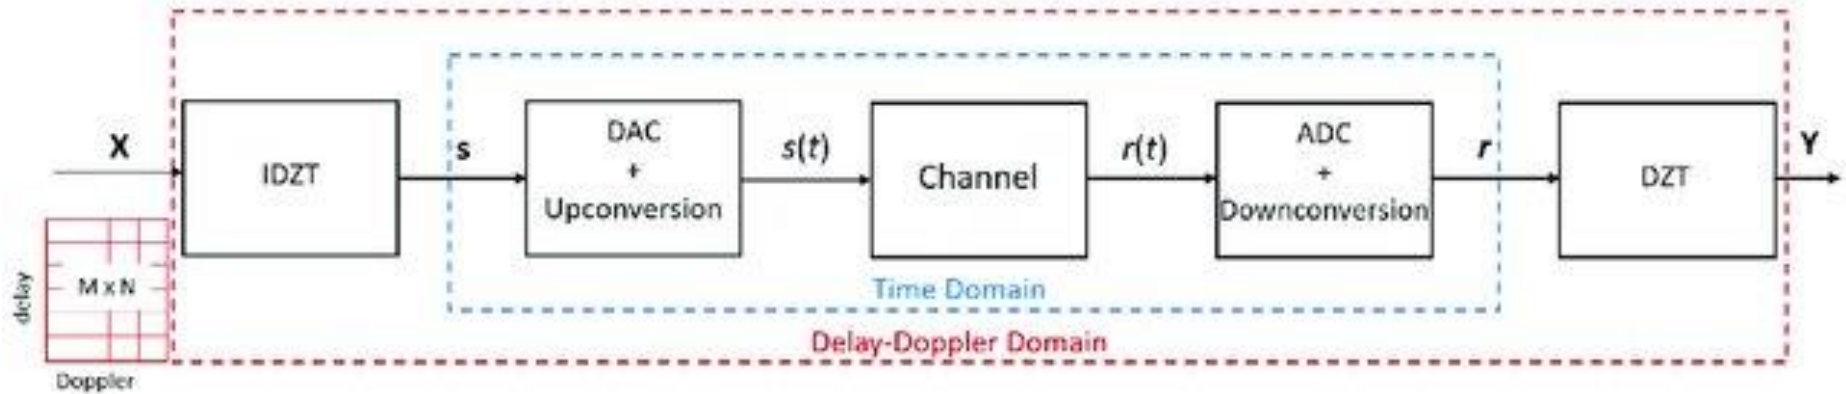 X
IDZT
s
DAC
+
Upconversion
s(t)
Channel
r(t)
ADC
+
Downconversion
r
DZT
Y
delay
M x N
Doppler
Time Domain
Delay-Doppler Domain